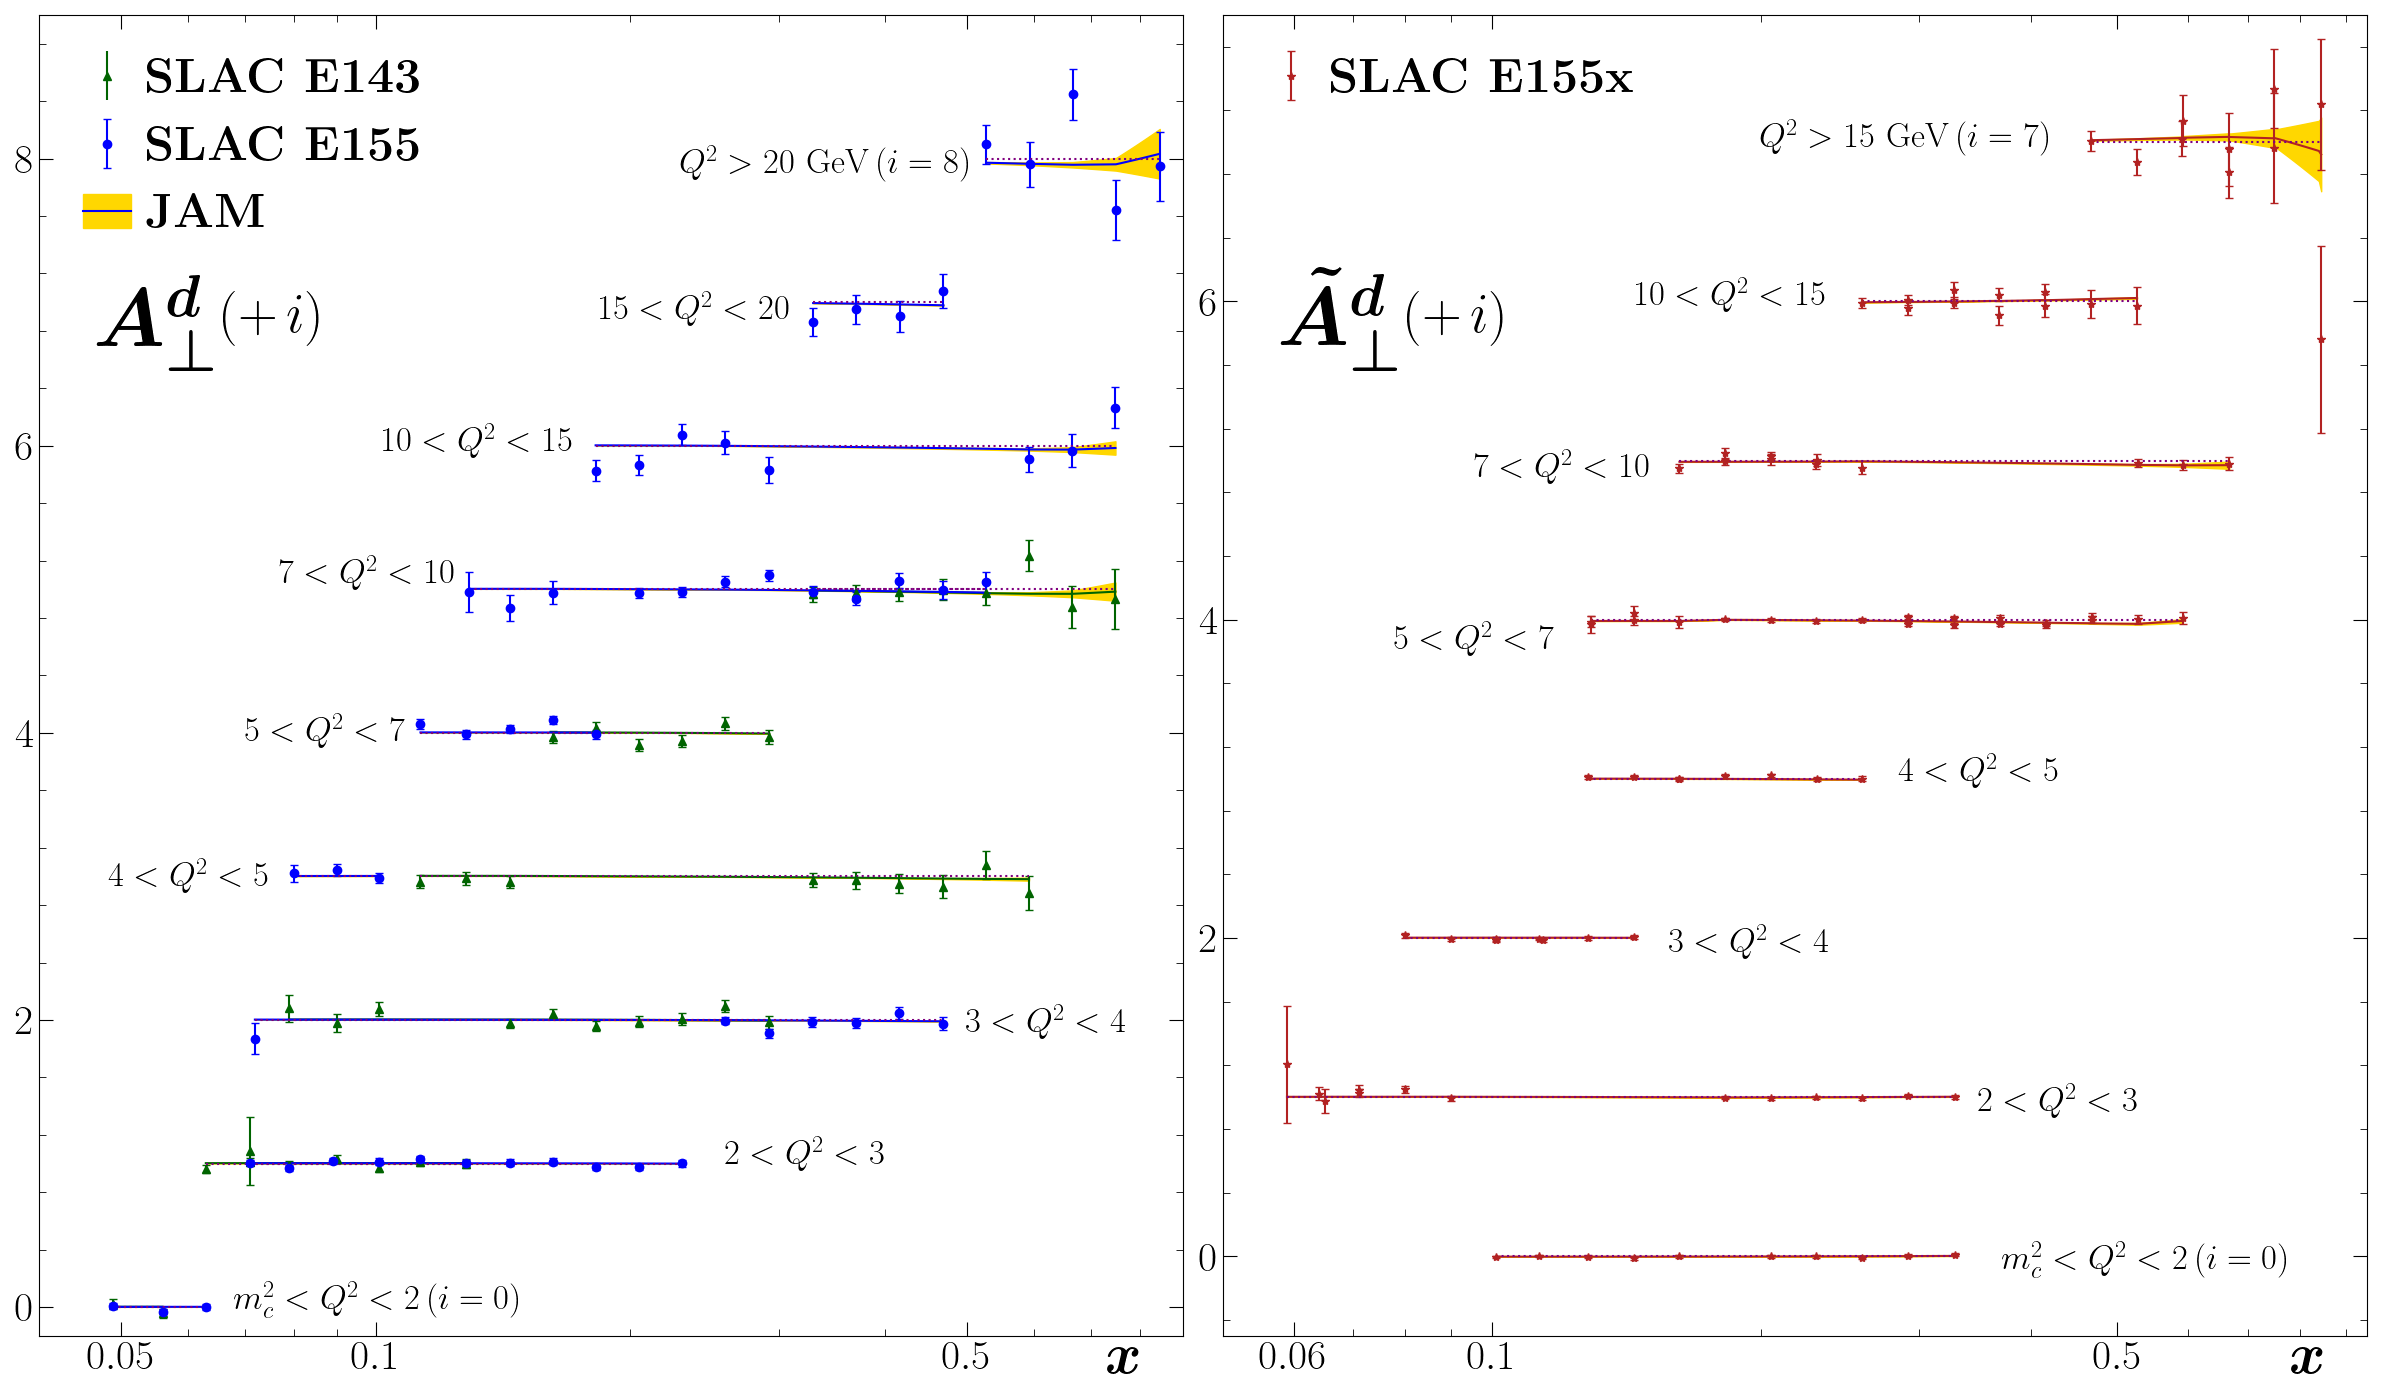 SLAC E143
SLAC E155
JAM
A^d_⊥ (+ i)
Q² > 20 GeV (i = 8)
15 < Q² < 20
10 < Q² < 15
7 < Q² < 10
5 < Q² < 7
4 < Q² < 5
3 < Q² < 4
2 < Q² < 3
m_c² < Q² < 2 (i = 0)
8
6
4
2
0
0.05 0.1 0.5 x
SLAC E155x
Ã^d_⊥ (+ i)
Q² > 15 GeV (i = 7)
10 < Q² < 15
7 < Q² < 10
5 < Q² < 7
4 < Q² < 5
3 < Q² < 4
2 < Q² < 3
m_c² < Q² < 2 (i = 0)
6
4
2
0
0.06 0.1 0.5 x